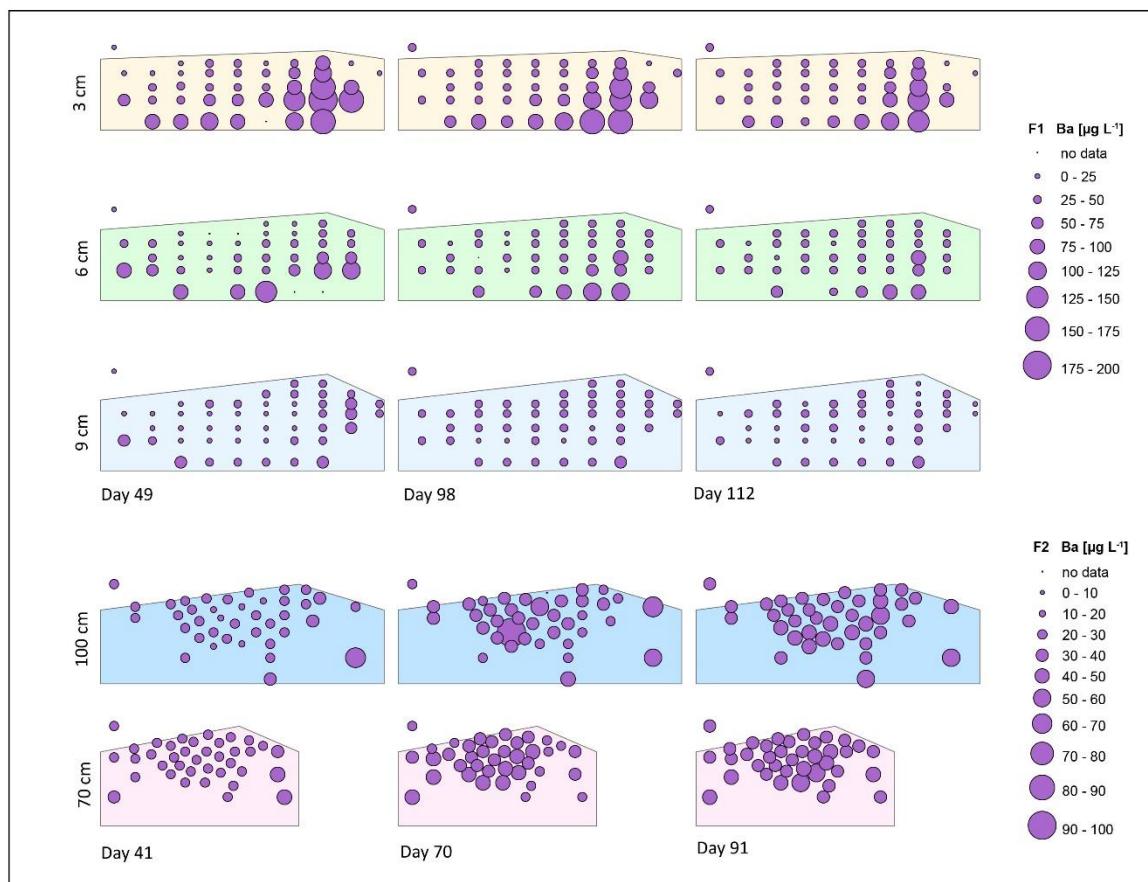 3 cm
6 cm
9 cm
Day 49
Day 98
Day 112
F1 Ba [µg L⁻¹]
no data
0 - 25
25 - 50
50 - 75
75 - 100
100 - 125
125 - 150
150 - 175
175 - 200
100 cm
70 cm
Day 41
Day 70
Day 91
F2 Ba [µg L⁻¹]
no data
0 - 10
10 - 20
20 - 30
30 - 40
40 - 50
50 - 60
60 - 70
70 - 80
80 - 90
90 - 100